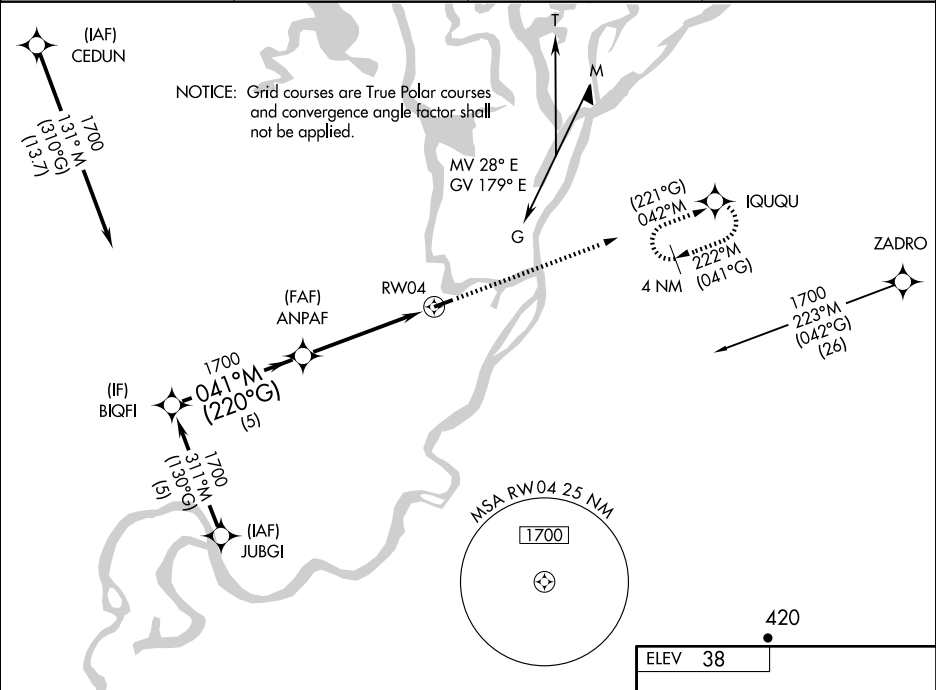 (IAF)
CEDUN
1700
131° M
(310°G)
(13.7)
NOTICE: Grid courses are True Polar courses
and convergence angle factor shall
not be applied.
T
M
MV 28° E
GV 179° E
G
(221°G)
042°M
IQUQU
222°M
(041°G)
4 NM
ZADRO
1700
223°M
(042°G)
(26)
RW04
(FAF)
ANPAF
1700
041°M
(220°G)
(5)
(IF)
BIQFI
1700
311°M
(130°G)
(5)
(IAF)
JUBGI
MSA RW04 25 NM
1700
420
ELEV 38